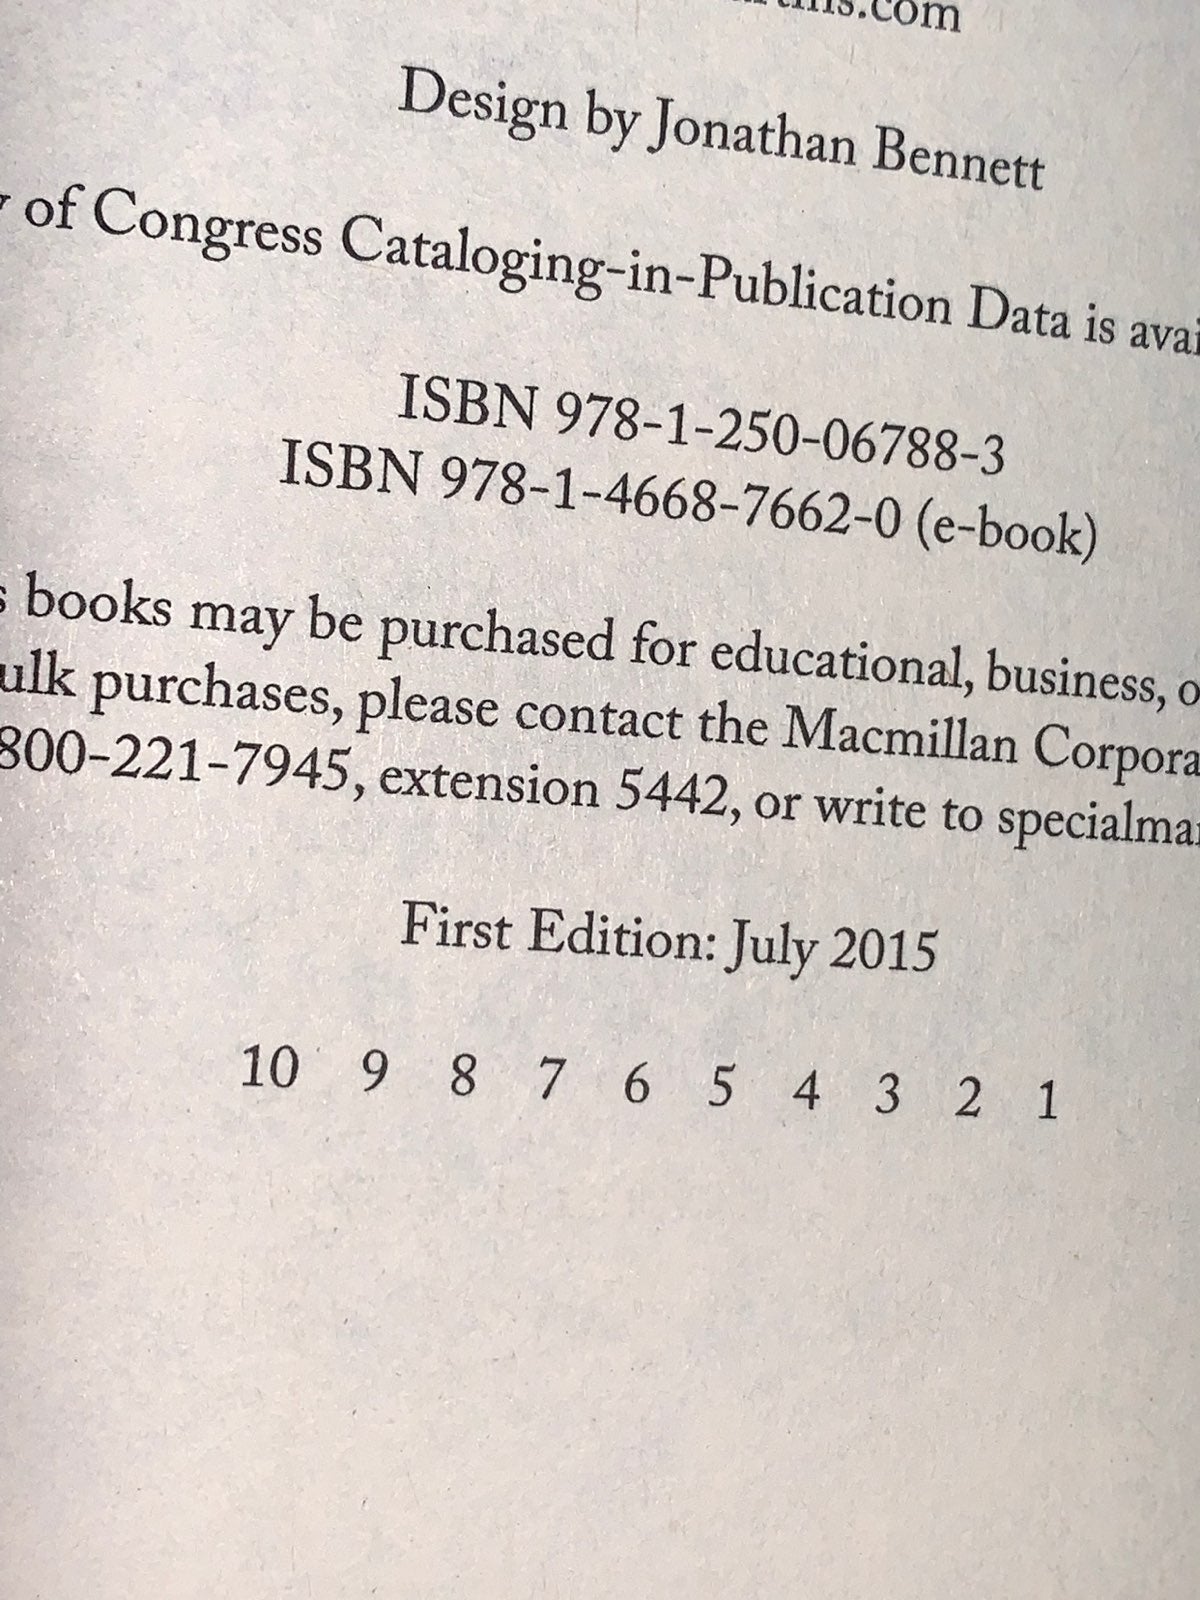 Design by Jonathan Bennett
of Congress Cataloging-in-Publication Data is
ISBN 978-1-250-06788-3
ISBN 978-1-4668-7662-0 (e-book)
books may be purchased for educational, business,
purchases, please contact the Macmillan
800-221-7945, extension 5442, or write to
First Edition: July 2015
10 9 8 7 6 5 4 3 2 1